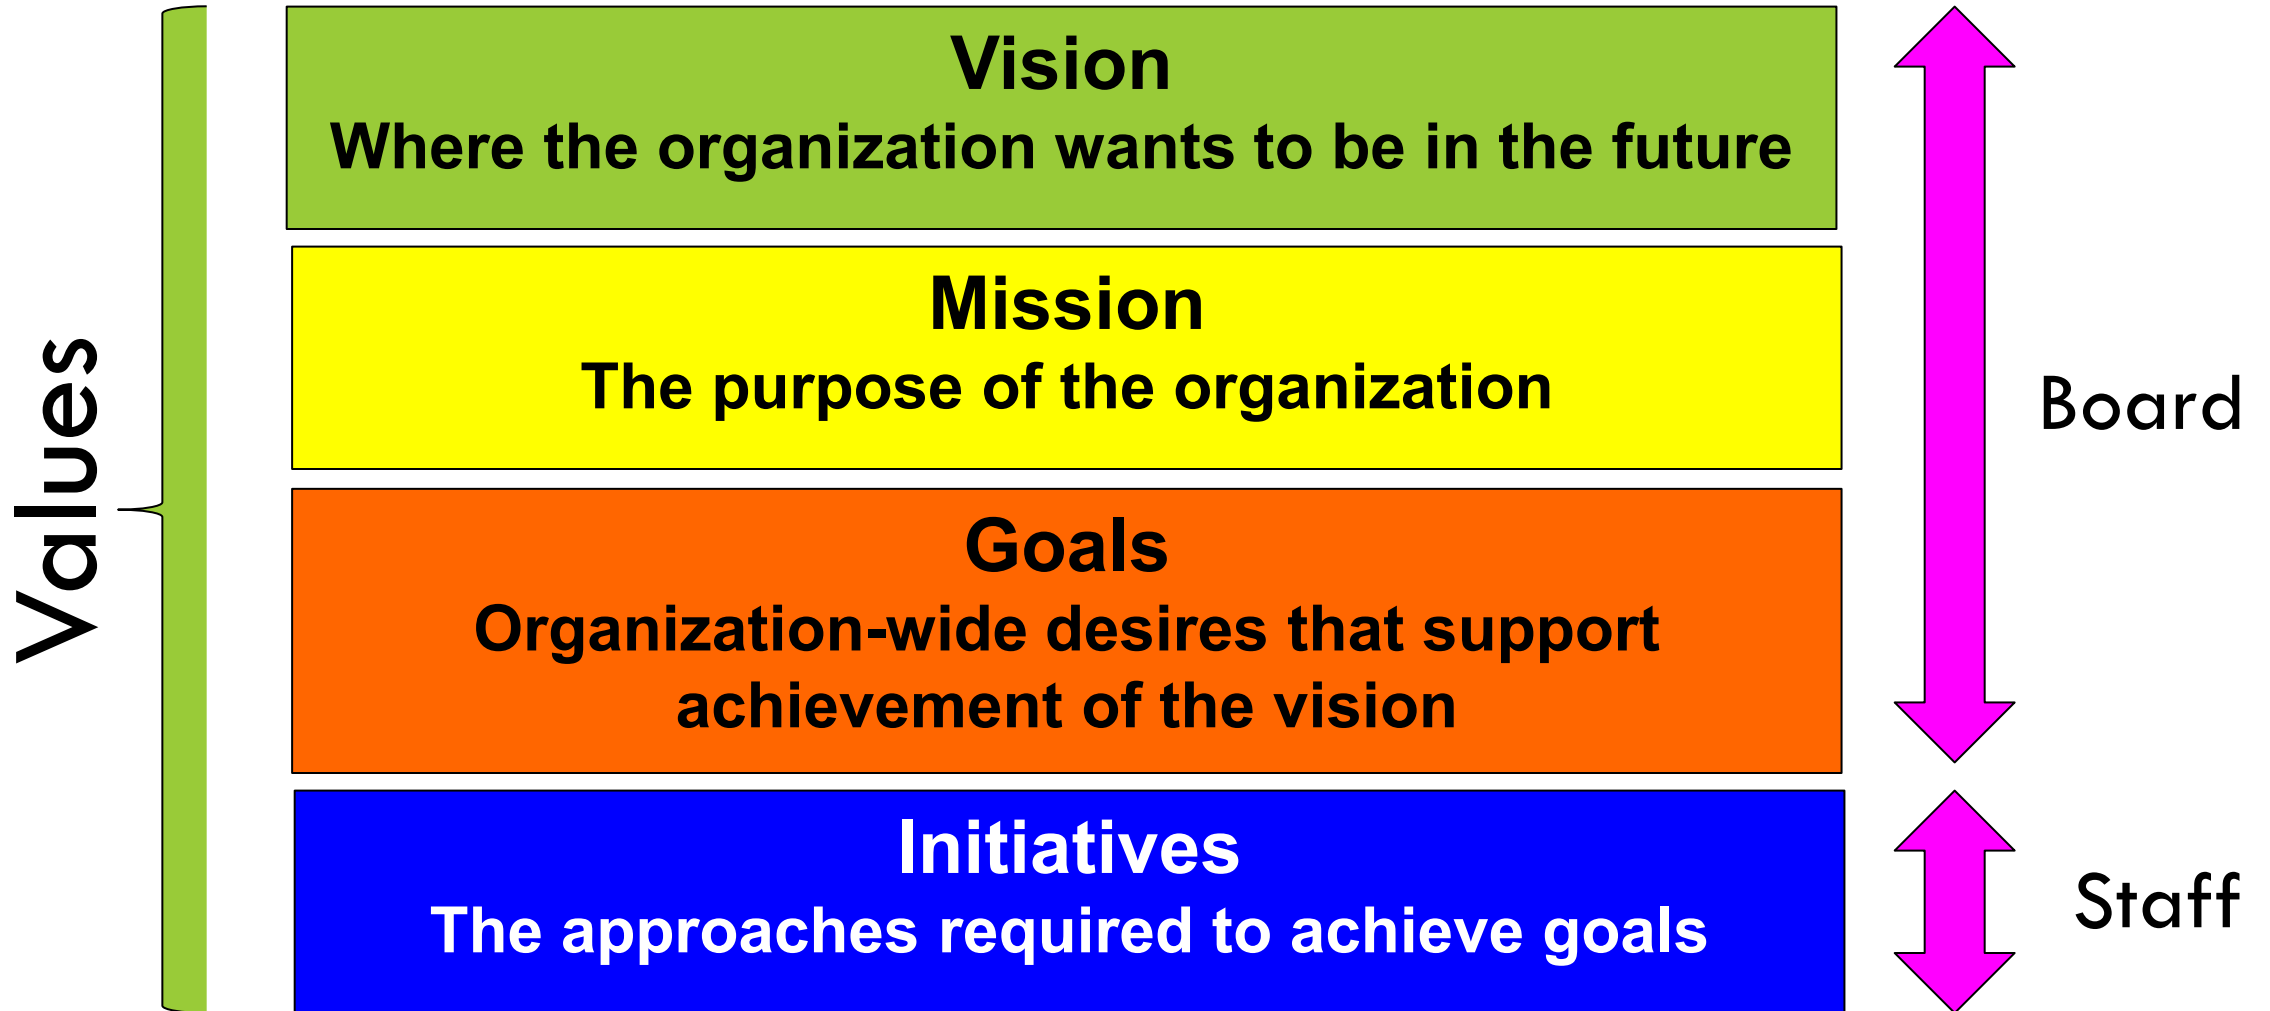 Values
Vision
Where the organization wants to be in the future
Mission
The purpose of the organization
Goals
Organization-wide desires that support
achievement of the vision
Initiatives
The approaches required to achieve goals
Board
Staff